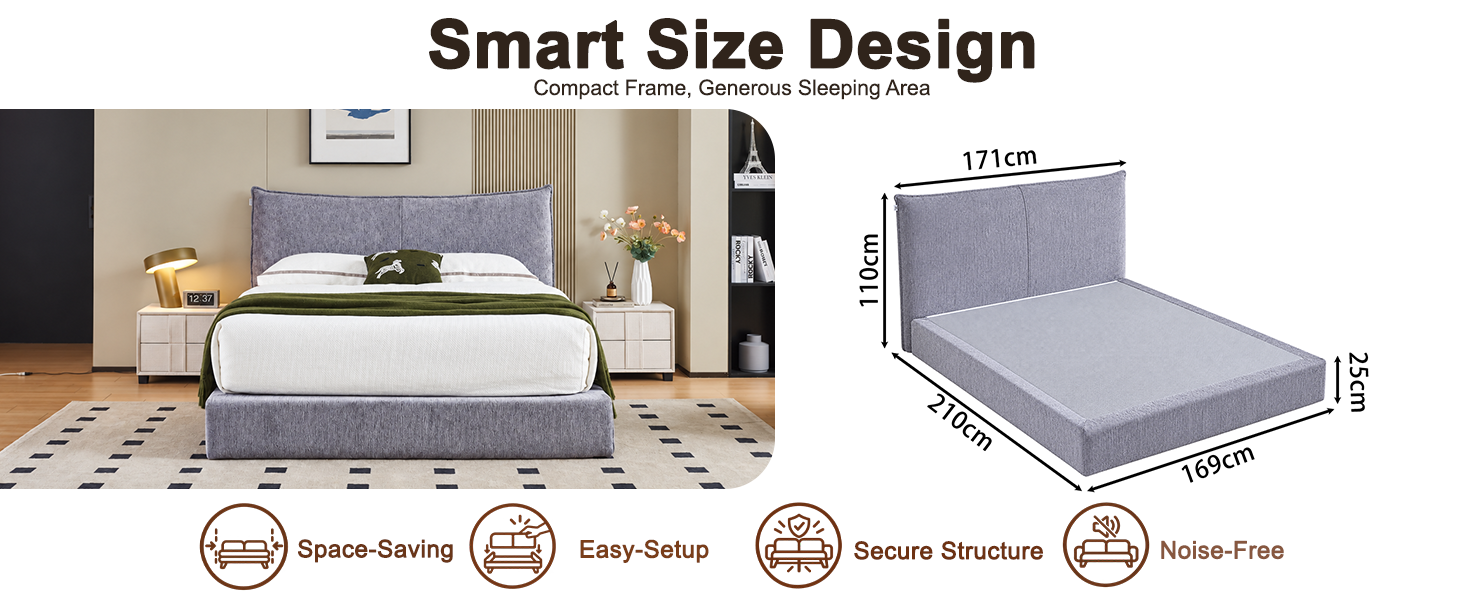 Smart Size Design
Compact Frame, Generous Sleeping Area
YVES KLEIN
12:37
ROCKY
ROCKY
171cm
110cm
25cm
210cm
169cm
Space-Saving
Easy-Setup
Secure Structure
Noise-Free